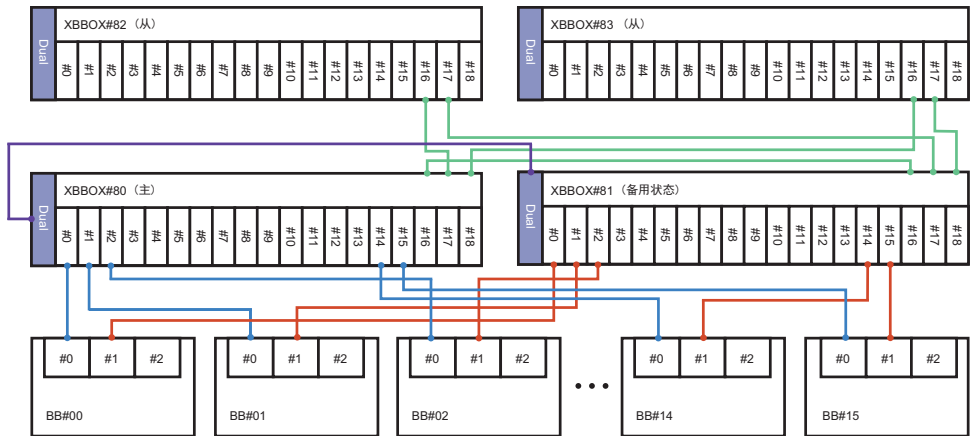 XBBOX#82（从）
Dual
#0 #1 #2 #3 #4 #5 #6 #7 #8 #9 #10 #11 #12 #13 #14 #15 #16 #17 #18
XBBOX#83（从）
Dual
#0 #1 #2 #3 #4 #5 #6 #7 #8 #9 #10 #11 #12 #13 #14 #15 #16 #17 #18
XBBOX#80（主）
Dual
#0 #1 #2 #3 #4 #5 #6 #7 #8 #9 #10 #11 #12 #13 #14 #15 #16 #17 #18
XBBOX#81（备用状态）
Dual
#0 #1 #2 #3 #4 #5 #6 #7 #8 #9 #10 #11 #12 #13 #14 #15 #16 #17 #18
#0 #1 #2
BB#00
#0 #1 #2
BB#01
#0 #1 #2
BB#02
•••
#0 #1 #2
BB#14
#0 #1 #2
BB#15